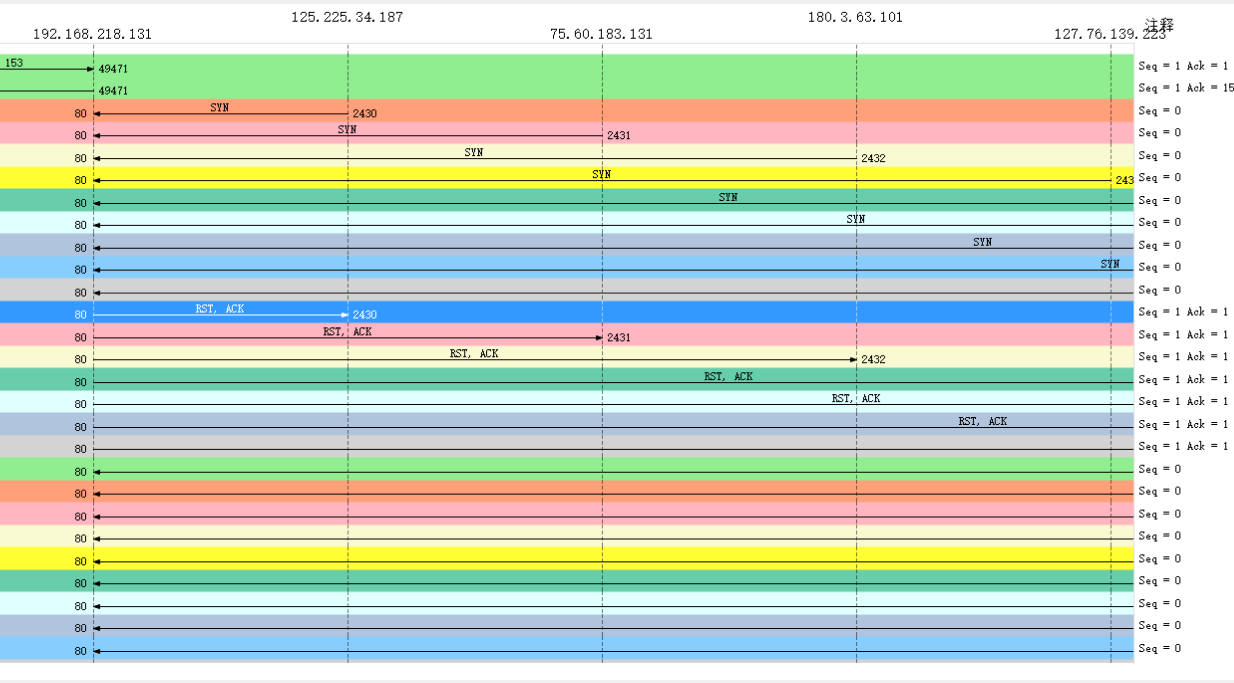 125.225.34.187 180.3.63.101
192.168.218.131 75.60.183.131 127.76.139.223 注释
153 49471 Seq = 1 Ack = 1
49471 Seq = 1 Ack = 15
80 SYN 2430 Seq = 0
80 SYN 2431 Seq = 0
80 SYN 2432 Seq = 0
80 SYN 243 Seq = 0
80 SYN Seq = 0
80 SYN Seq = 0
80 SYN Seq = 0
80 SYN Seq = 0
80 Seq = 0
80 RST, ACK 2430 Seq = 1 Ack = 1
80 RST, ACK 2431 Seq = 1 Ack = 1
80 RST, ACK 2432 Seq = 1 Ack = 1
80 RST, ACK Seq = 1 Ack = 1
80 RST, ACK Seq = 1 Ack = 1
80 RST, ACK Seq = 1 Ack = 1
80 Seq = 1 Ack = 1
80 Seq = 0
80 Seq = 0
80 Seq = 0
80 Seq = 0
80 Seq = 0
80 Seq = 0
80 Seq = 0
80 Seq = 0
80 Seq = 0